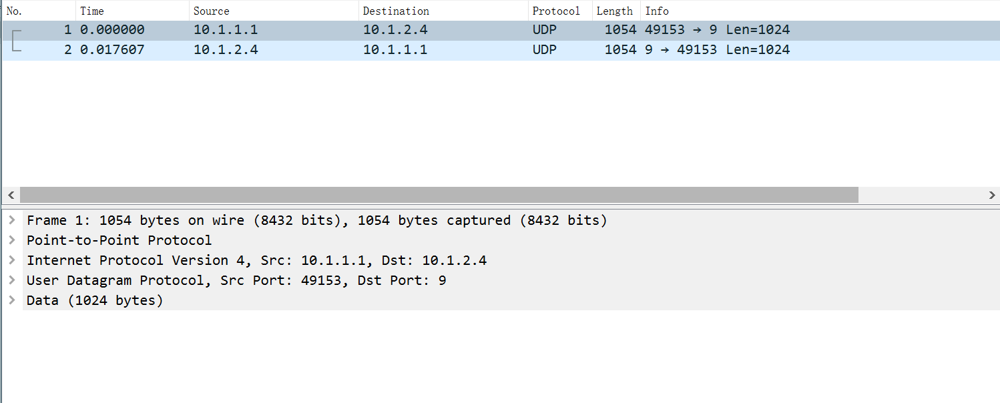 No. Time Source Destination Protocol Length Info
1 0.000000 10.1.1.1 10.1.2.4 UDP 1054 49153 → 9 Len=1024
2 0.017607 10.1.2.4 10.1.1.1 UDP 1054 9 → 49153 Len=1024
Frame 1: 1054 bytes on wire (8432 bits), 1054 bytes captured (8432 bits)
Point-to-Point Protocol
Internet Protocol Version 4, Src: 10.1.1.1, Dst: 10.1.2.4
User Datagram Protocol, Src Port: 49153, Dst Port: 9
Data (1024 bytes)